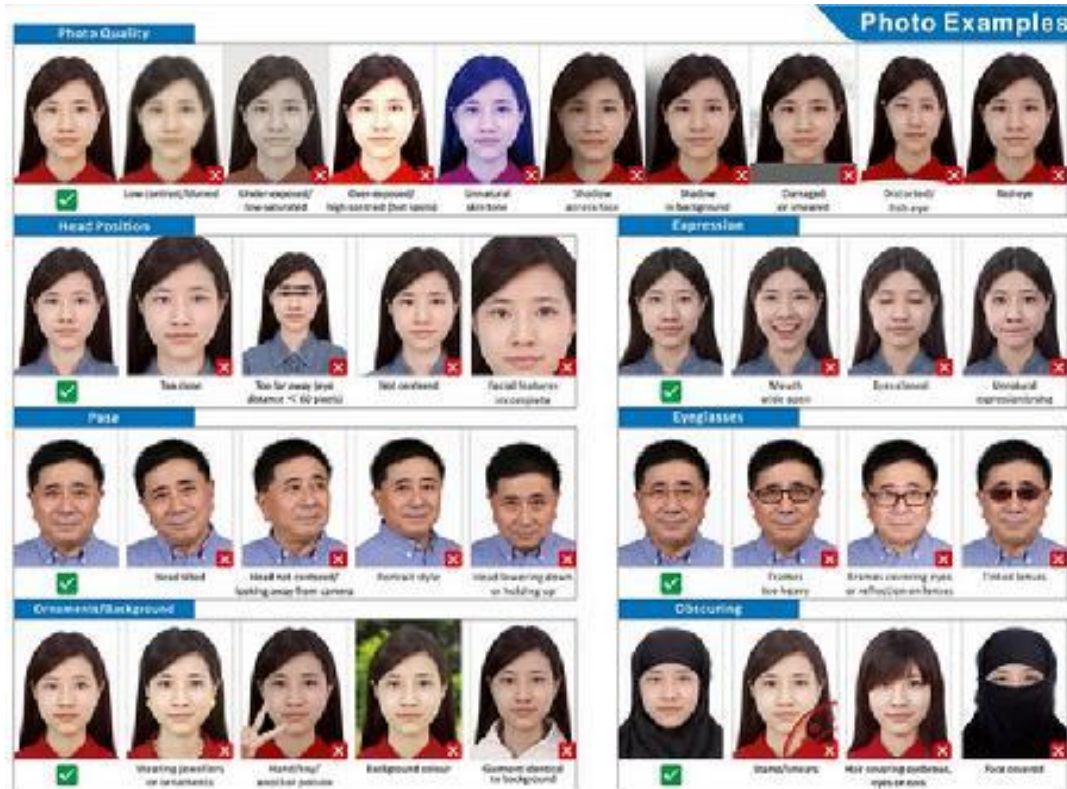 Photo Examples
Photo Quality
Low contrast/blurred
Under-exposed/
low-saturated
Over-exposed/
high contrast (hot spots)
Unnatural
skin tone
Shadow
across face
Shadow
in background
Damaged
or smeared
Distorted/
Fish eye
Red eye
Head Position
Too close
Too far away (eye
distance < 60 pixels)
Not centered
Facial features
incomplete
Expression
Mouth
wide open
Eyes closed
Unnatural
expression
Pose
Head tilted
Head not centered/
looking away from camera
Portrait style
Head lowering down
or holding up
Eyeglasses
Frames
too heavy
Frames covering eyes
or reflection on lenses
Tinted lenses
Ornaments/Background
Wearing jewellery
or ornaments
Hand/toy/
another person
Background colour
Garment identical
to background
Obscuring
Stains/smears
Hair covering eyebrows,
eyes or ears
Face covered